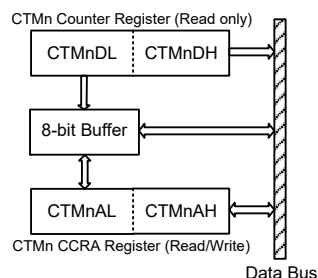 CTMn Counter Register (Read only)
CTMnDL CTMnDH
8-bit Buffer
CTMnAL CTMnAH
CTMn CCRA Register (Read/Write)
Data Bus